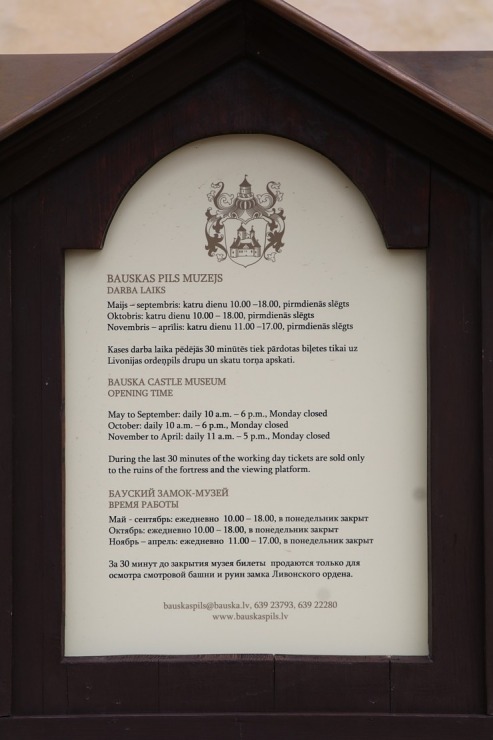 BAUSKAS PILS MUZEJS
DARBA LAIKS
Maijs – septembris: katru dienu 10.00 –18.00, pirmdienās slēgts
Oktobris: katru dienu 10.00 – 18.00, pirmdienās slēgts
Novembris – aprīlis: katru dienu 11.00 –17.00, pirmdienās slēgts
Kases darba laika pēdējās 30 minūtēs tiek pārdotas biļetes tikai uz
Livonijas ordeņpils drupu un skatu torņa apskati.
BAUSKA CASTLE MUSEUM
OPENING TIME
May to September: daily 10 a.m. – 6 p.m., Monday closed
October: daily 10 a.m. – 6 p.m., Monday closed
November to April: daily 11 a.m. – 5 p.m., Monday closed
During the last 30 minutes of the working day tickets are sold only
to the ruins of the fortress and the viewing platform.
БАУСКИЙ ЗАМОК-МУЗЕЙ
ВРЕМЯ РАБОТЫ
Май - сентябрь: ежедневно 10.00 – 18.00, в понедельник закрыт
Октябрь: ежедневно 10.00 – 18.00, в понедельник закрыт
Ноябрь – апрель: ежедневно 11.00 – 17.00, в понедельник закрыт
За 30 минут до закрытия музея билеты продаются только для
осмотра смотровой башни и руин замка Ливонского ордена.
bauskaspils@bauska.lv, 639 23793, 639 22280
www.bauskaspils.lv